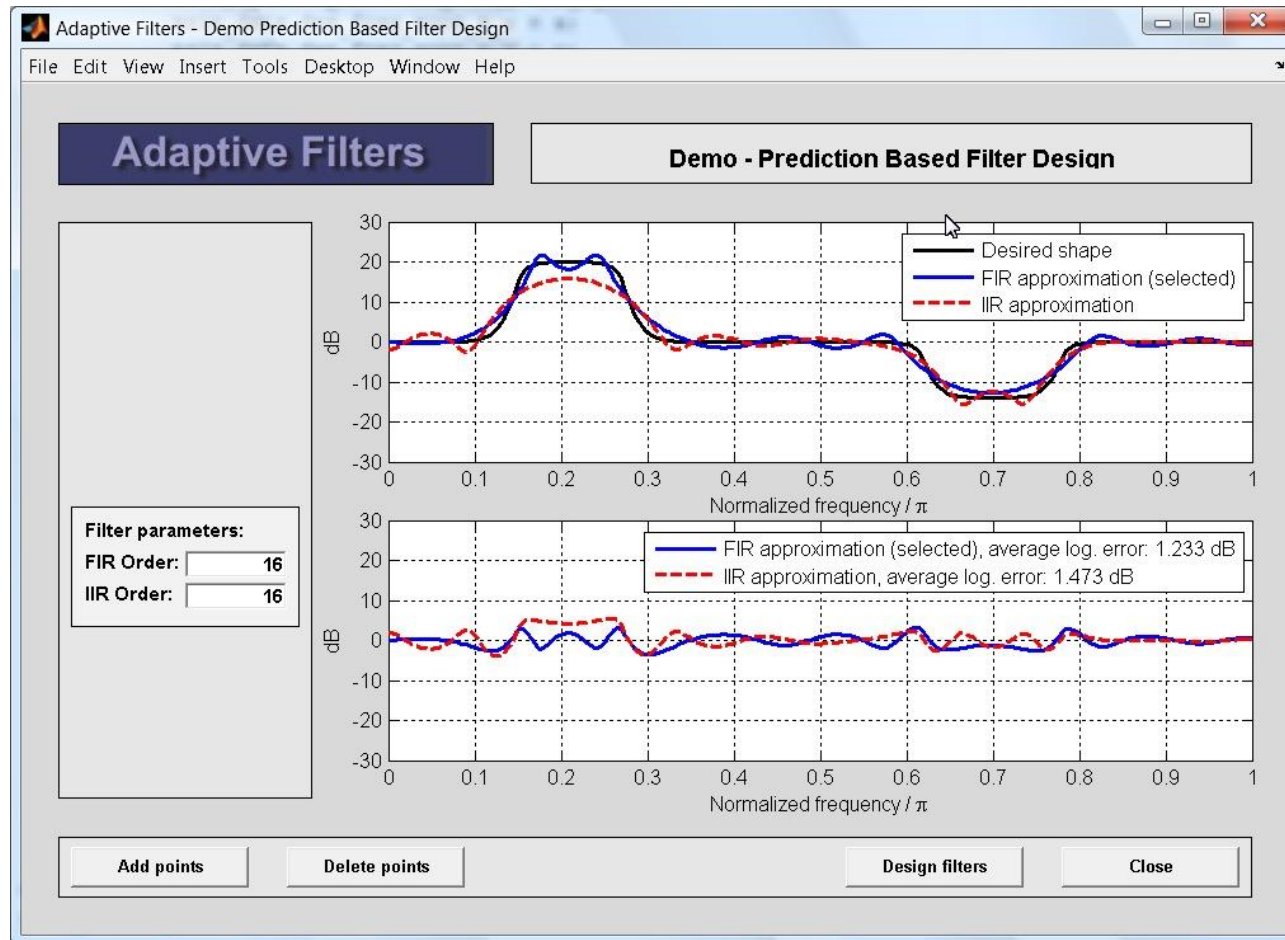 Adaptive Filters - Demo Prediction Based Filter Design
File Edit View Insert Tools Desktop Window Help
Adaptive Filters
Demo - Prediction Based Filter Design
30
20
10
0
-10
-20
-30
dB
Desired shape
FIR approximation (selected)
IIR approximation
0 0.1 0.2 0.3 0.4 0.5 0.6 0.7 0.8 0.9 1
Normalized frequency / π
Filter parameters:
FIR Order: 16
IIR Order: 16
30
20
10
0
-10
-20
-30
dB
FIR approximation (selected), average log. error: 1.233 dB
IIR approximation, average log. error: 1.473 dB
0 0.1 0.2 0.3 0.4 0.5 0.6 0.7 0.8 0.9 1
Normalized frequency / π
Add points Delete points Design filters Close